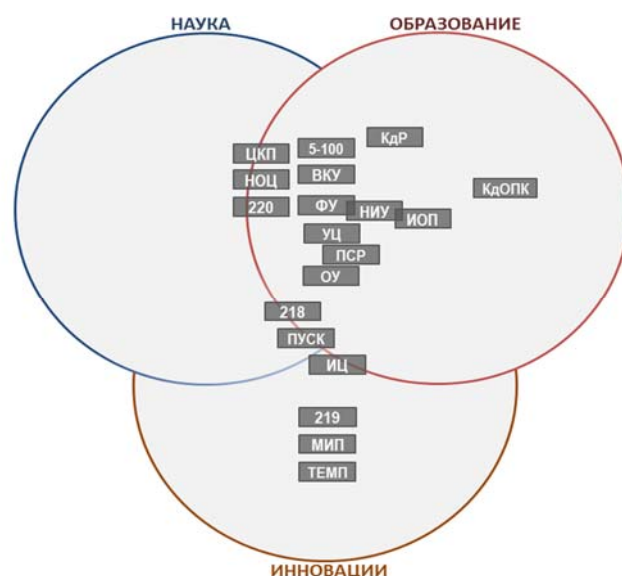 НАУКА
ОБРАЗОВАНИЕ
КдР
5-100
ЦКП
ВКУ
НОЦ
КдОПК
220
ФУ
НИУ
ИОП
УЦ
ПСР
ОУ
218
ПУСК
ИЦ
219
МИП
ТЕМП
ИННОВАЦИИ